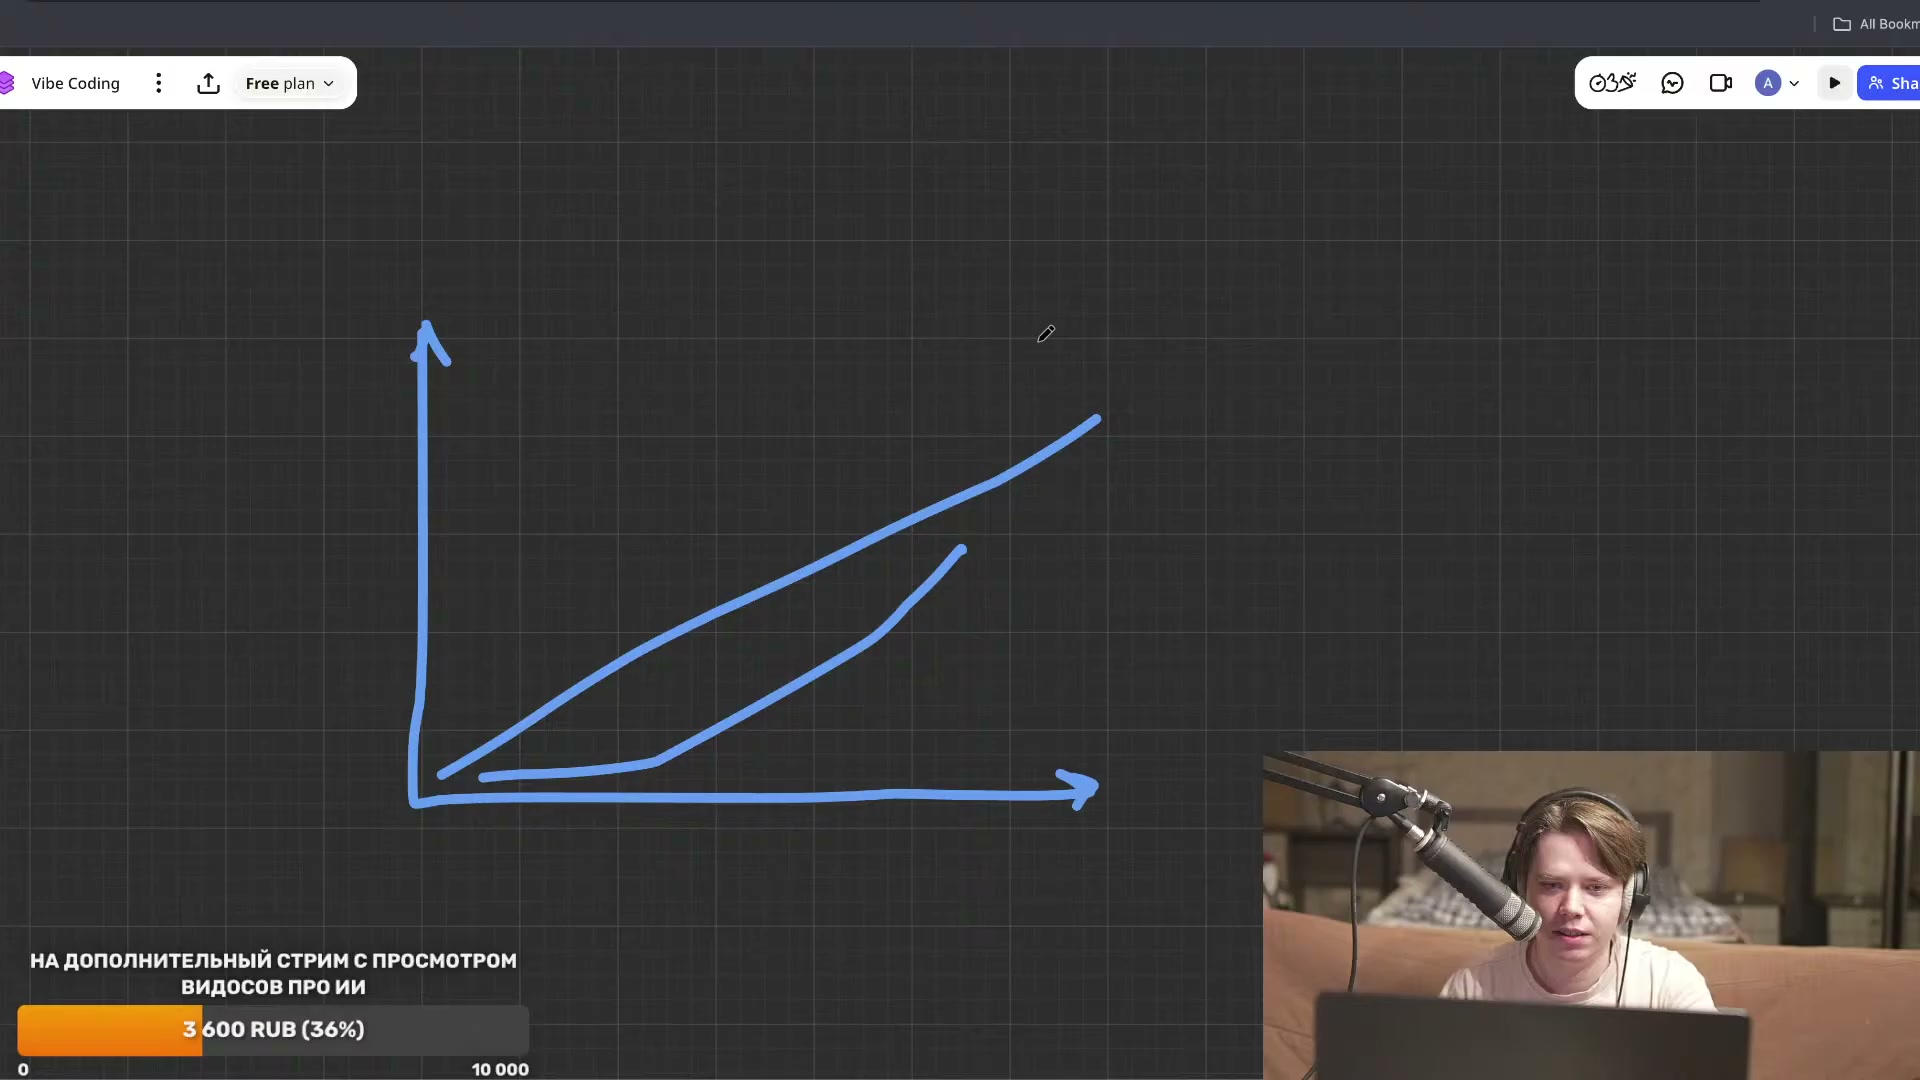 All Bookm
Vibe Coding
Free plan
A
Sha
НА ДОПОЛНИТЕЛЬНЫЙ СТРИМ С ПРОСМОТРОМ
ВИДОСОВ ПРО ИИ
3 600 RUB (36%)
0
10 000